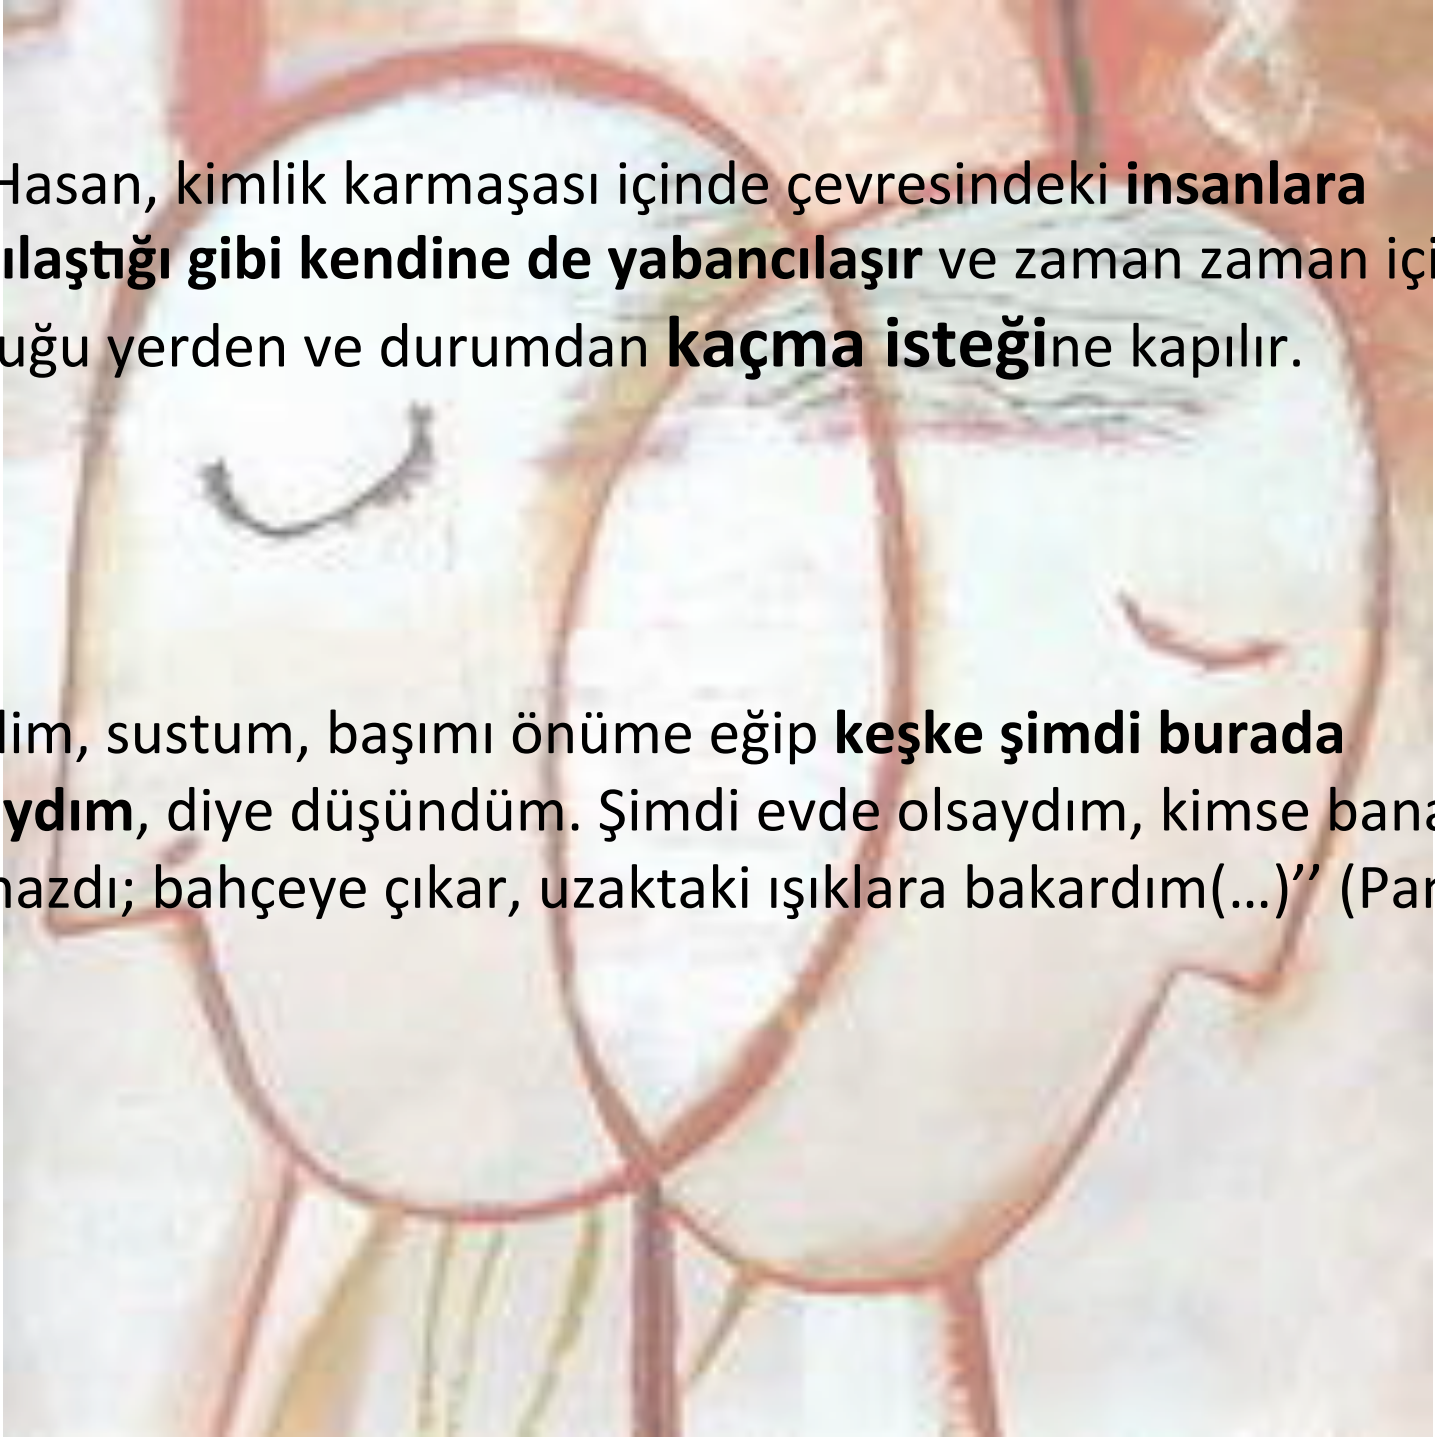 Hasan, kimlik karmaşası içinde çevresindeki insanlara
ılaştığı gibi kendine de yabancılaşır ve zaman zaman içi
uğu yerden ve durumdan kaçma isteğine kapılır.
lim, sustum, başımı önüme eğip keşke şimdi burada
ydım, diye düşündüm. Şimdi evde olsaydım, kimse bana
mazdı; bahçeye çıkar, uzaktaki ışıklara bakardım(…)’’ (Par